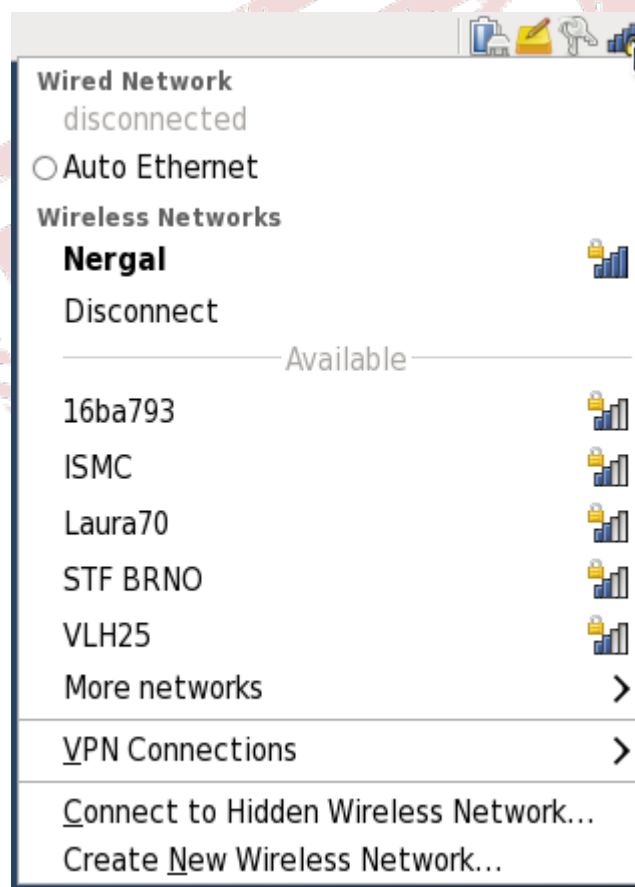 Wired Network
disconnected
Auto Ethernet
Wireless Networks
Nergal
Disconnect
Available
16ba793
ISMC
Laura70
STF BRNO
VLH25
More networks
VPN Connections
Connect to Hidden Wireless Network...
Create New Wireless Network...